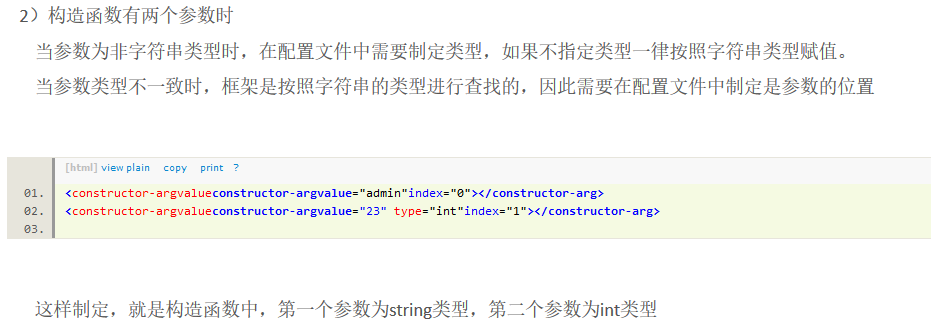 2）构造函数有两个参数时
当参数为非字符串类型时，在配置文件中需要制定类型，如果不指定类型一律按照字符串类型赋值。
当参数类型不一致时，框架是按照字符串的类型进行查找的，因此需要在配置文件中制定是参数的位置
[html] view plain copy print ?
01. <constructor-argvalueconstructor-argvalue="admin"index="0"></constructor-arg>
02. <constructor-argvalueconstructor-argvalue="23" type="int"index="1"></constructor-arg>
03.
这样制定，就是构造函数中，第一个参数为string类型，第二个参数为int类型